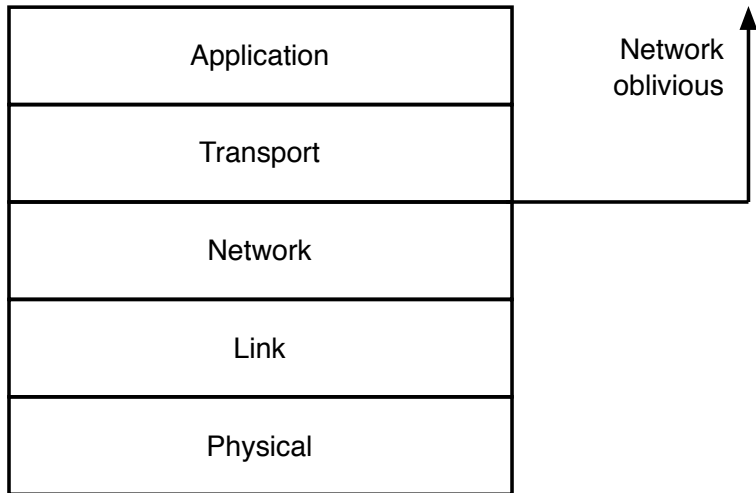 Application
Network
oblivious
Transport
Network
Link
Physical